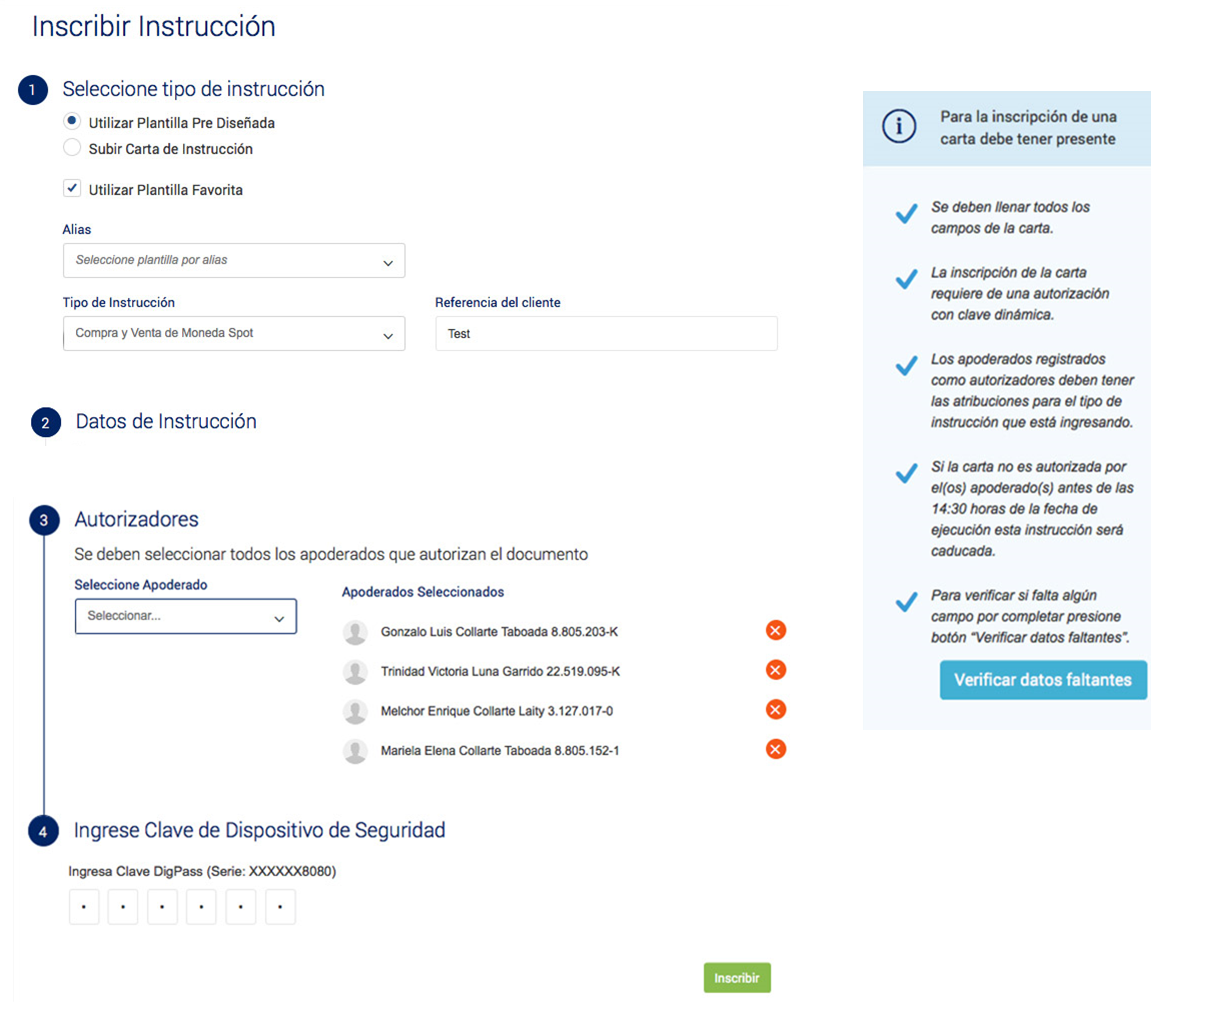 Inscribir Instrucción
1
Seleccione tipo de instrucción
Utilizar Plantilla Pre Diseñada
Subir Carta de Instrucción
Utilizar Plantilla Favorita
Alias
Seleccione plantilla por alias
Tipo de Instrucción
Referencia del cliente
Compra y Venta de Moneda Spot
Test
2
Datos de Instrucción
3
Autorizadores
Se deben seleccionar todos los apoderados que autorizan el documento
Seleccione Apoderado
Seleccionar...
Apoderados Seleccionados
Gonzalo Luis Collarte Taboada 8.805.203-K
Trinidad Victoria Luna Garrido 22.519.095-K
Melchor Enrique Collarte Laity 3.127.017-0
Mariela Elena Collarte Taboada 8.805.152-1
4
Ingrese Clave de Dispositivo de Seguridad
Ingresa Clave DigPass (Serie: XXXXXX8080)
Inscribir
Para la inscripción de una
carta debe tener presente
Se deben llenar todos los
campos de la carta.
La inscripción de la carta
requiere de una autorización
con clave dinámica.
Los apoderados registrados
como autorizadores deben tener
las atribuciones para el tipo de
instrucción que está ingresando.
Si la carta no es autorizada por
el(os) apoderado(s) antes de las
14:30 horas de la fecha de
ejecución esta instrucción será
caducada.
Para verificar si falta algún
campo por completar presione
botón “Verificar datos faltantes”.
Verificar datos faltantes